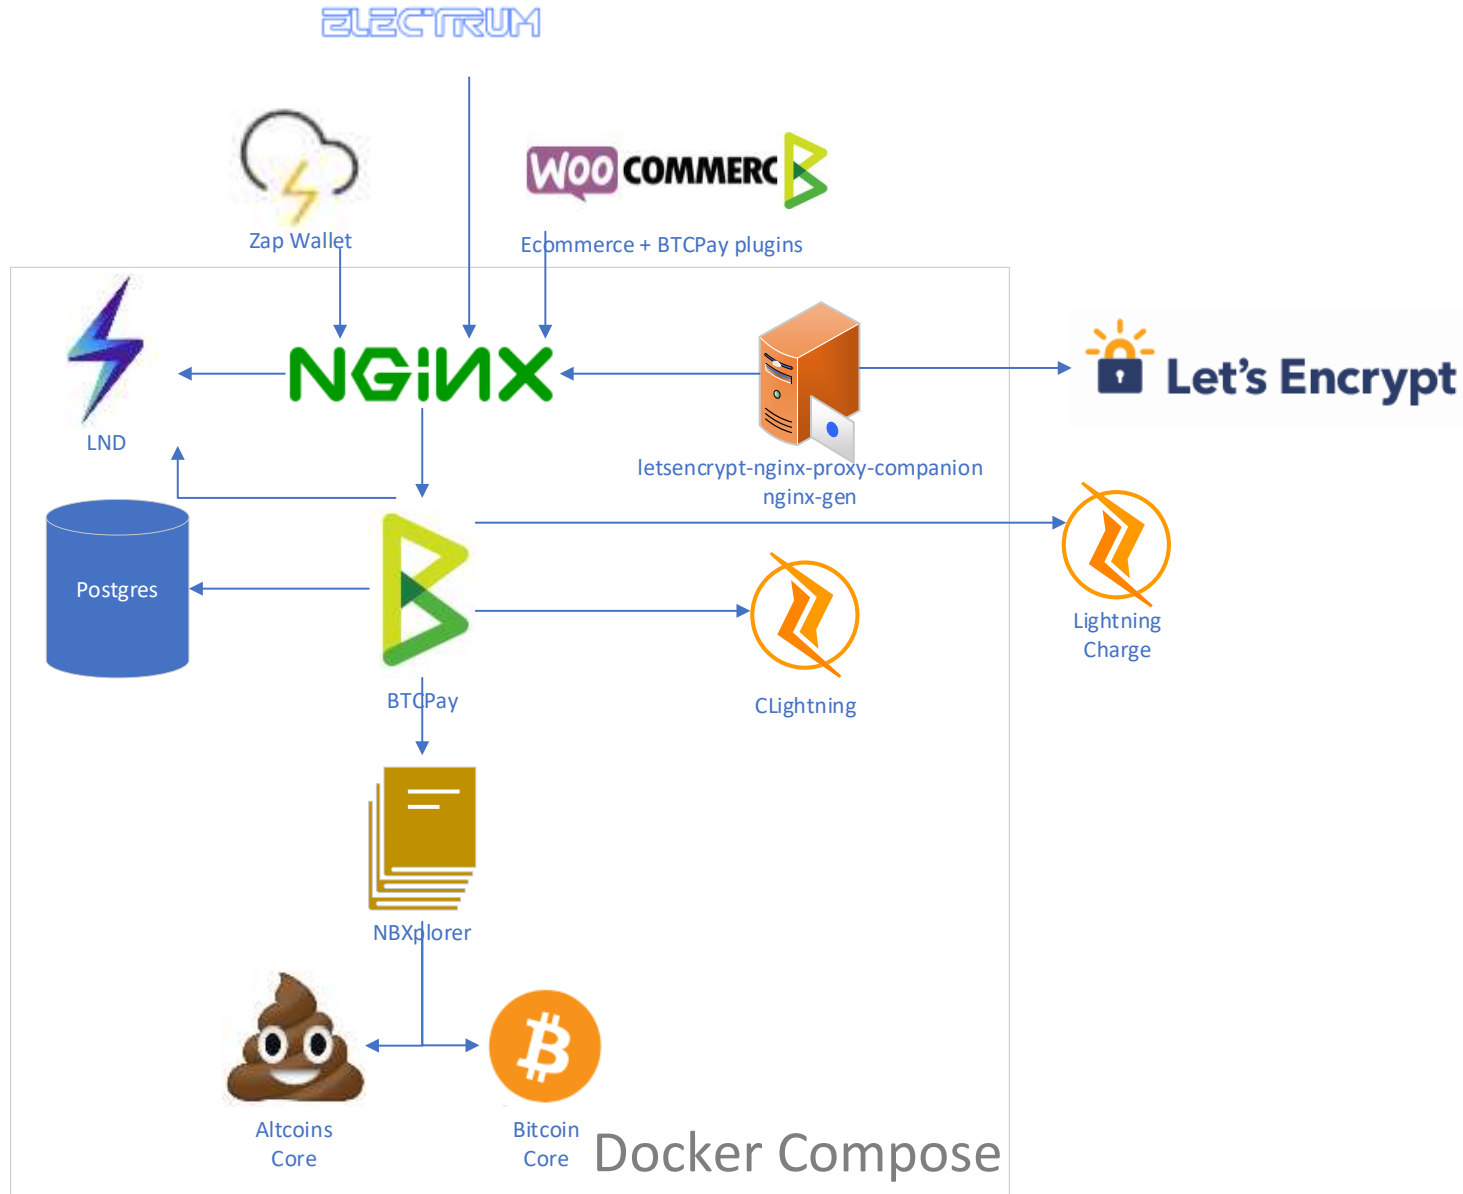 ELECTRUM
WOO COMMERC
Zap Wallet
Ecommerce + BTCPay plugins
NGiNX
Let's Encrypt
LND
letsencrypt-nginx-proxy-companion
nginx-gen
Postgres
Lightning
Charge
BTCPay
CLightning
NBXplorer
Altcoins
Core
Bitcoin
Core
Docker Compose